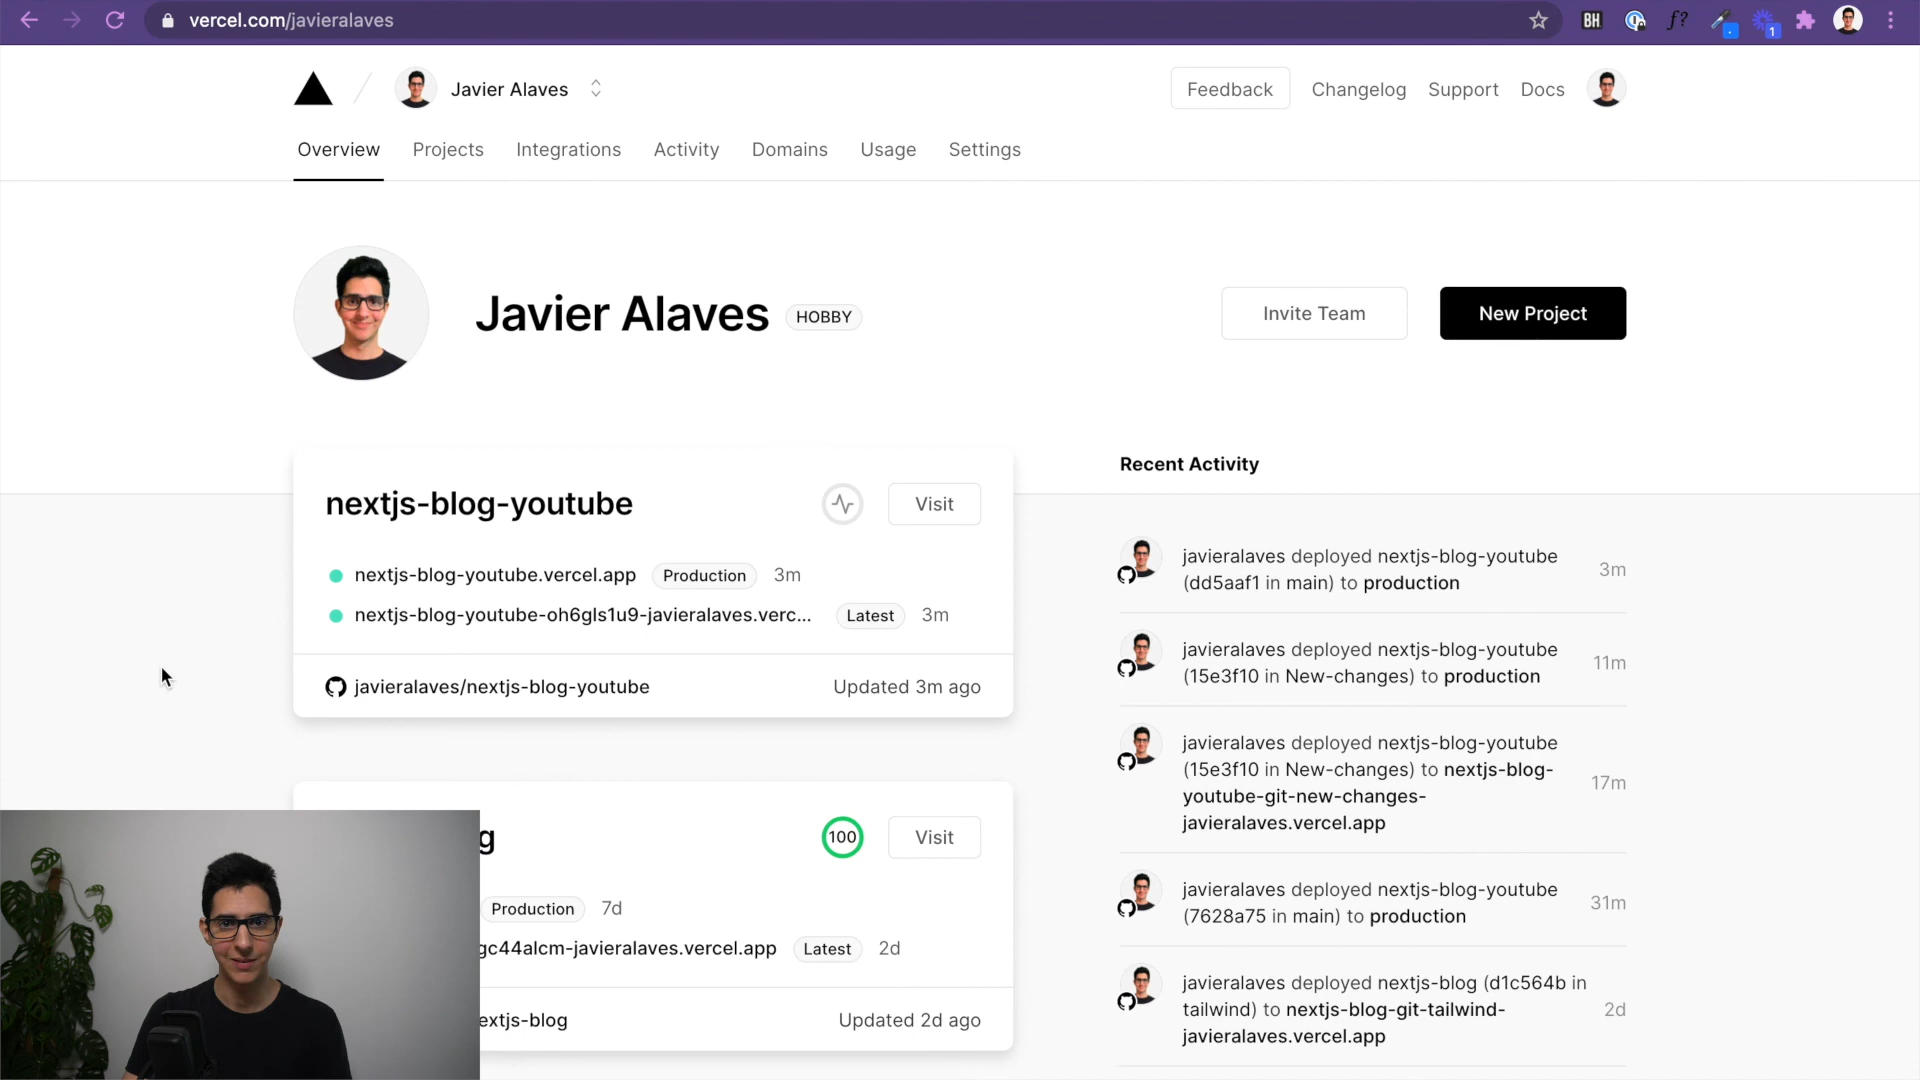 vercel.com/javieralaves
BH
f?
1
Javier Alaves
Feedback
Changelog
Support
Docs
Overview
Projects
Integrations
Activity
Domains
Usage
Settings
Javier Alaves
HOBBY
Invite Team
New Project
nextjs-blog-youtube
Visit
nextjs-blog-youtube.vercel.app
Production
3m
nextjs-blog-youtube-oh6gls1u9-javieralaves.verc...
Latest
3m
javieralaves/nextjs-blog-youtube
Updated 3m ago
g
100
Visit
Production
7d
gc44alcm-javieralaves.vercel.app
Latest
2d
extjs-blog
Updated 2d ago
Recent Activity
javieralaves deployed nextjs-blog-youtube
(dd5aaf1 in main) to production
3m
javieralaves deployed nextjs-blog-youtube
(15e3f10 in New-changes) to production
11m
javieralaves deployed nextjs-blog-youtube
(15e3f10 in New-changes) to nextjs-blog-
youtube-git-new-changes-
javieralaves.vercel.app
17m
javieralaves deployed nextjs-blog-youtube
(7628a75 in main) to production
31m
javieralaves deployed nextjs-blog (d1c564b in
tailwind) to nextjs-blog-git-tailwind-
javieralaves.vercel.app
2d